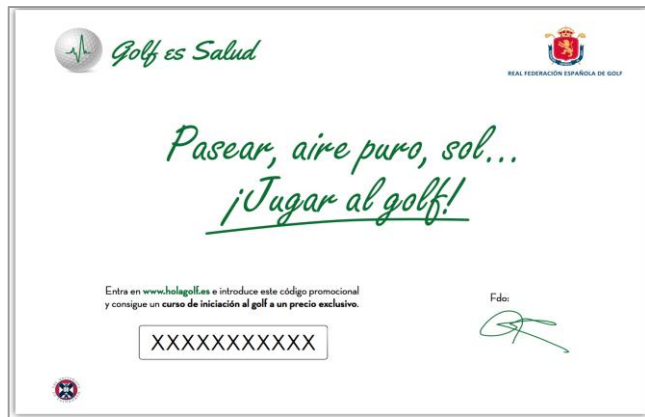 Golf es Salud
REAL FEDERACIÓN ESPAÑOLA DE GOLF
Pasear, aire puro, sol...
¡Jugar al golf!
Entra en www.holagolf.es e introduce este código promocional
y consigue un curso de iniciación al golf a un precio exclusivo.
Fdo:
XXXXXXXXXXX